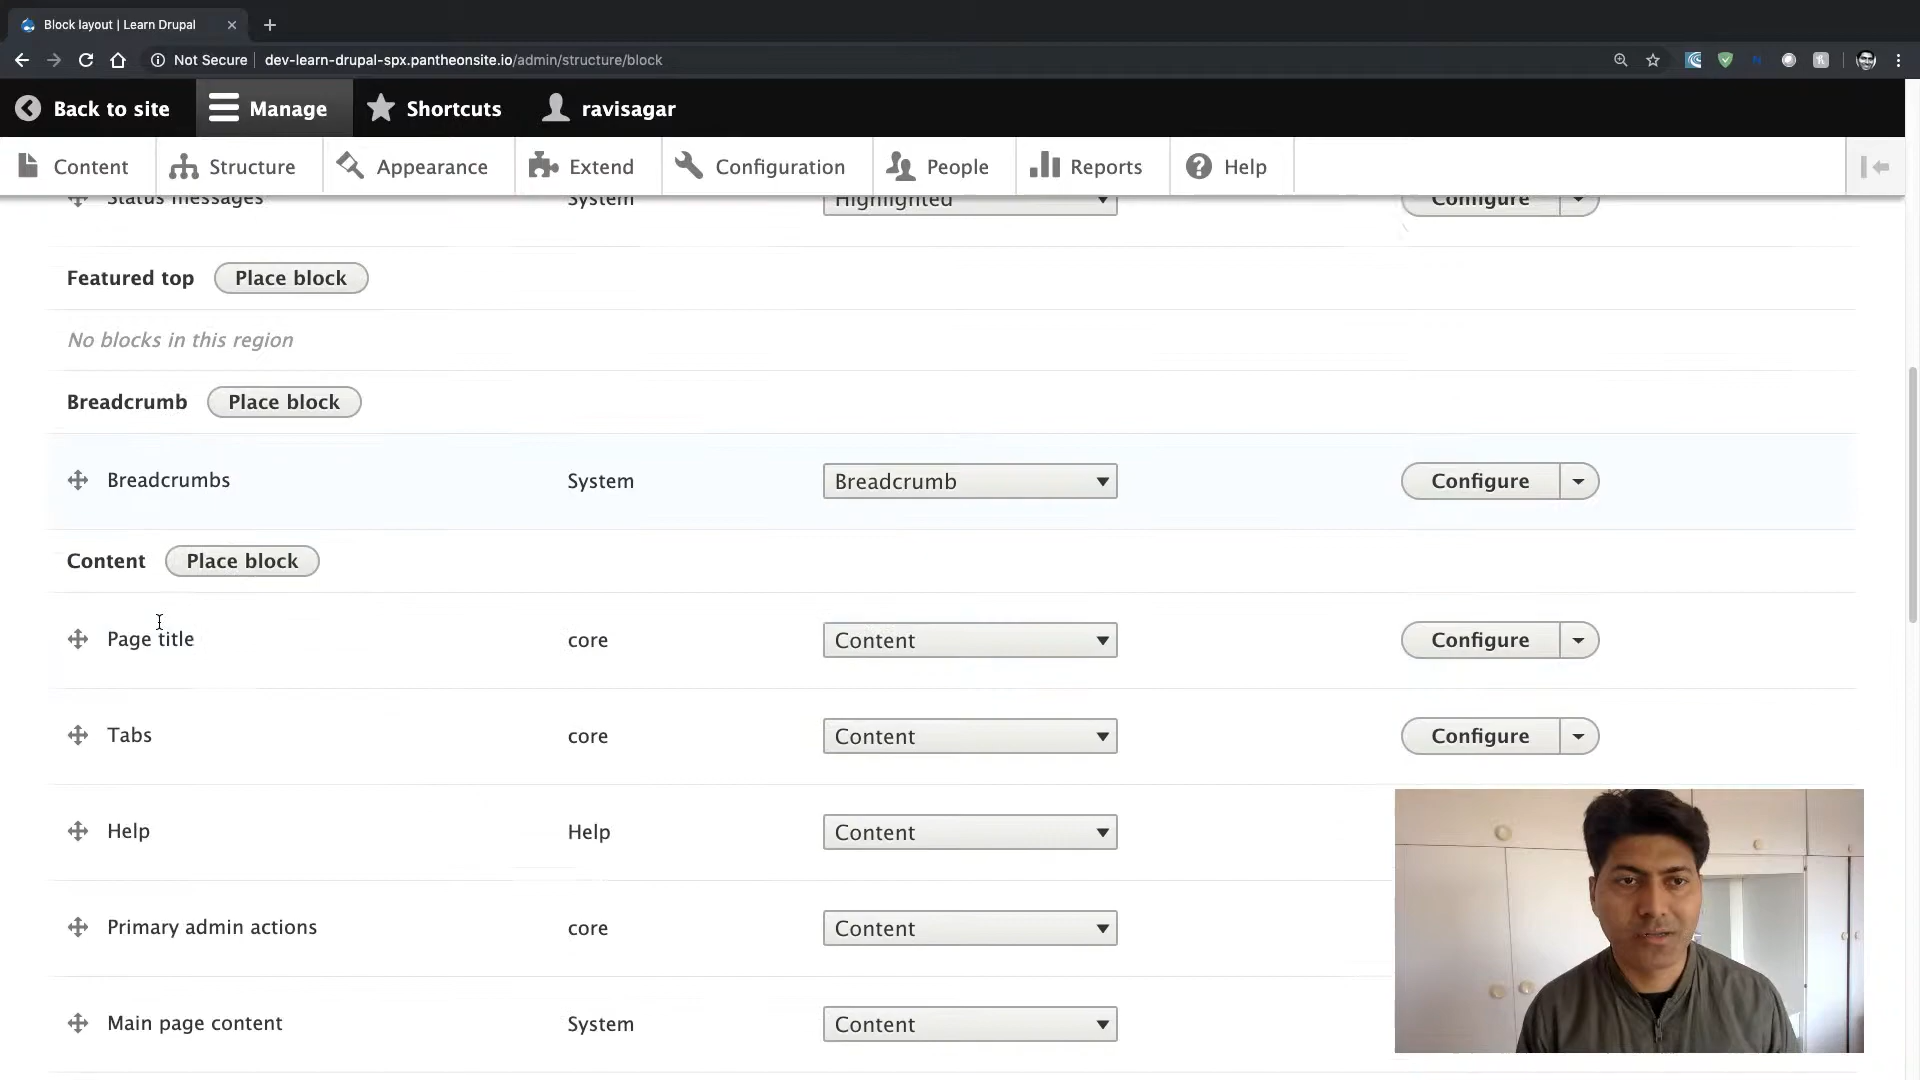 Block layout | Learn Drupal
Not Secure dev-learn-drupal-spx.pantheonsite.io/admin/structure/block
Back to site Manage Shortcuts ravisagar
Content Structure Appearance Extend Configuration People Reports Help
Status messages System Highlighted Configure
Featured top Place block
No blocks in this region
Breadcrumb Place block
Breadcrumbs System Breadcrumb Configure
Content Place block
Page title core Content Configure
Tabs core Content Configure
Help Help Content
Primary admin actions core Content
Main page content System Content